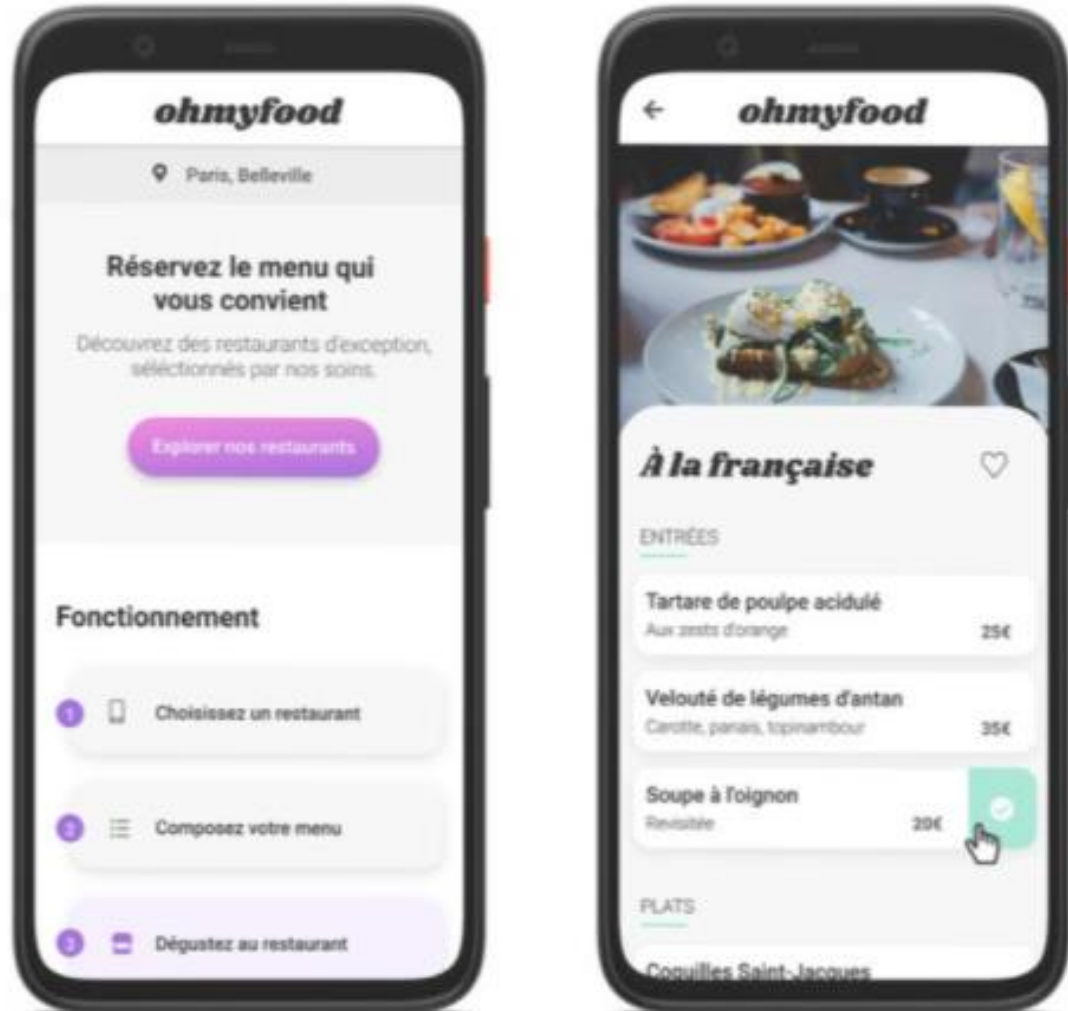 ohmyfood
Paris, Belleville
Réservez le menu qui
vous convient
Découvrez des restaurants d'exception,
séléctionnés par nos soins.
Explorer nos restaurants
Fonctionnement
1 Choisissez un restaurant
2 Composez votre menu
3 Dégustez au restaurant
ohmyfood
À la française
ENTRÉES
Tartare de poulpe acidulé
Aux zests d'orange 25€
Velouté de légumes d'antan
Carotte, panais, topinambour 35€
Soupe à l'oignon
Revisitée 20€
PLATS
Coquilles Saint-Jacques